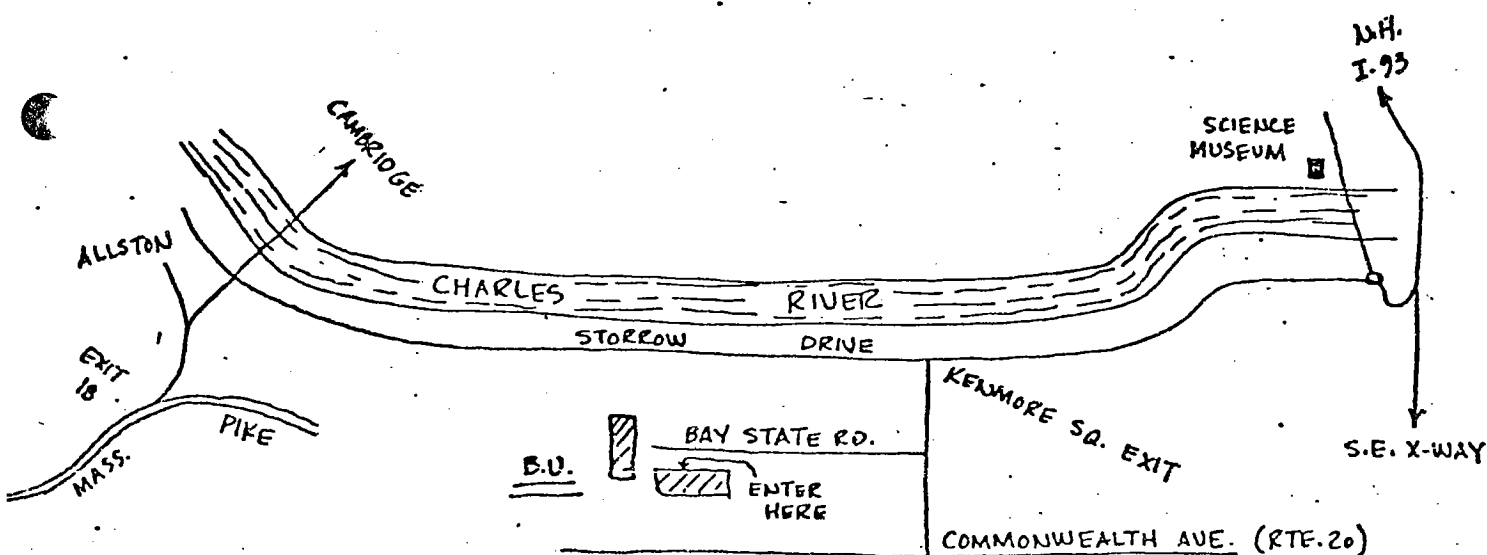 N.H.
I-93
CAMBRIDGE
SCIENCE
MUSEUM
ALLSTON
CHARLES RIVER
STORROW DRIVE
EXIT
18
MASS. PIKE
KENMORE SQ. EXIT
S.E. X-WAY
BAY STATE RD.
B.U.
ENTER
HERE
COMMONWEALTH AVE. (RTE.20)